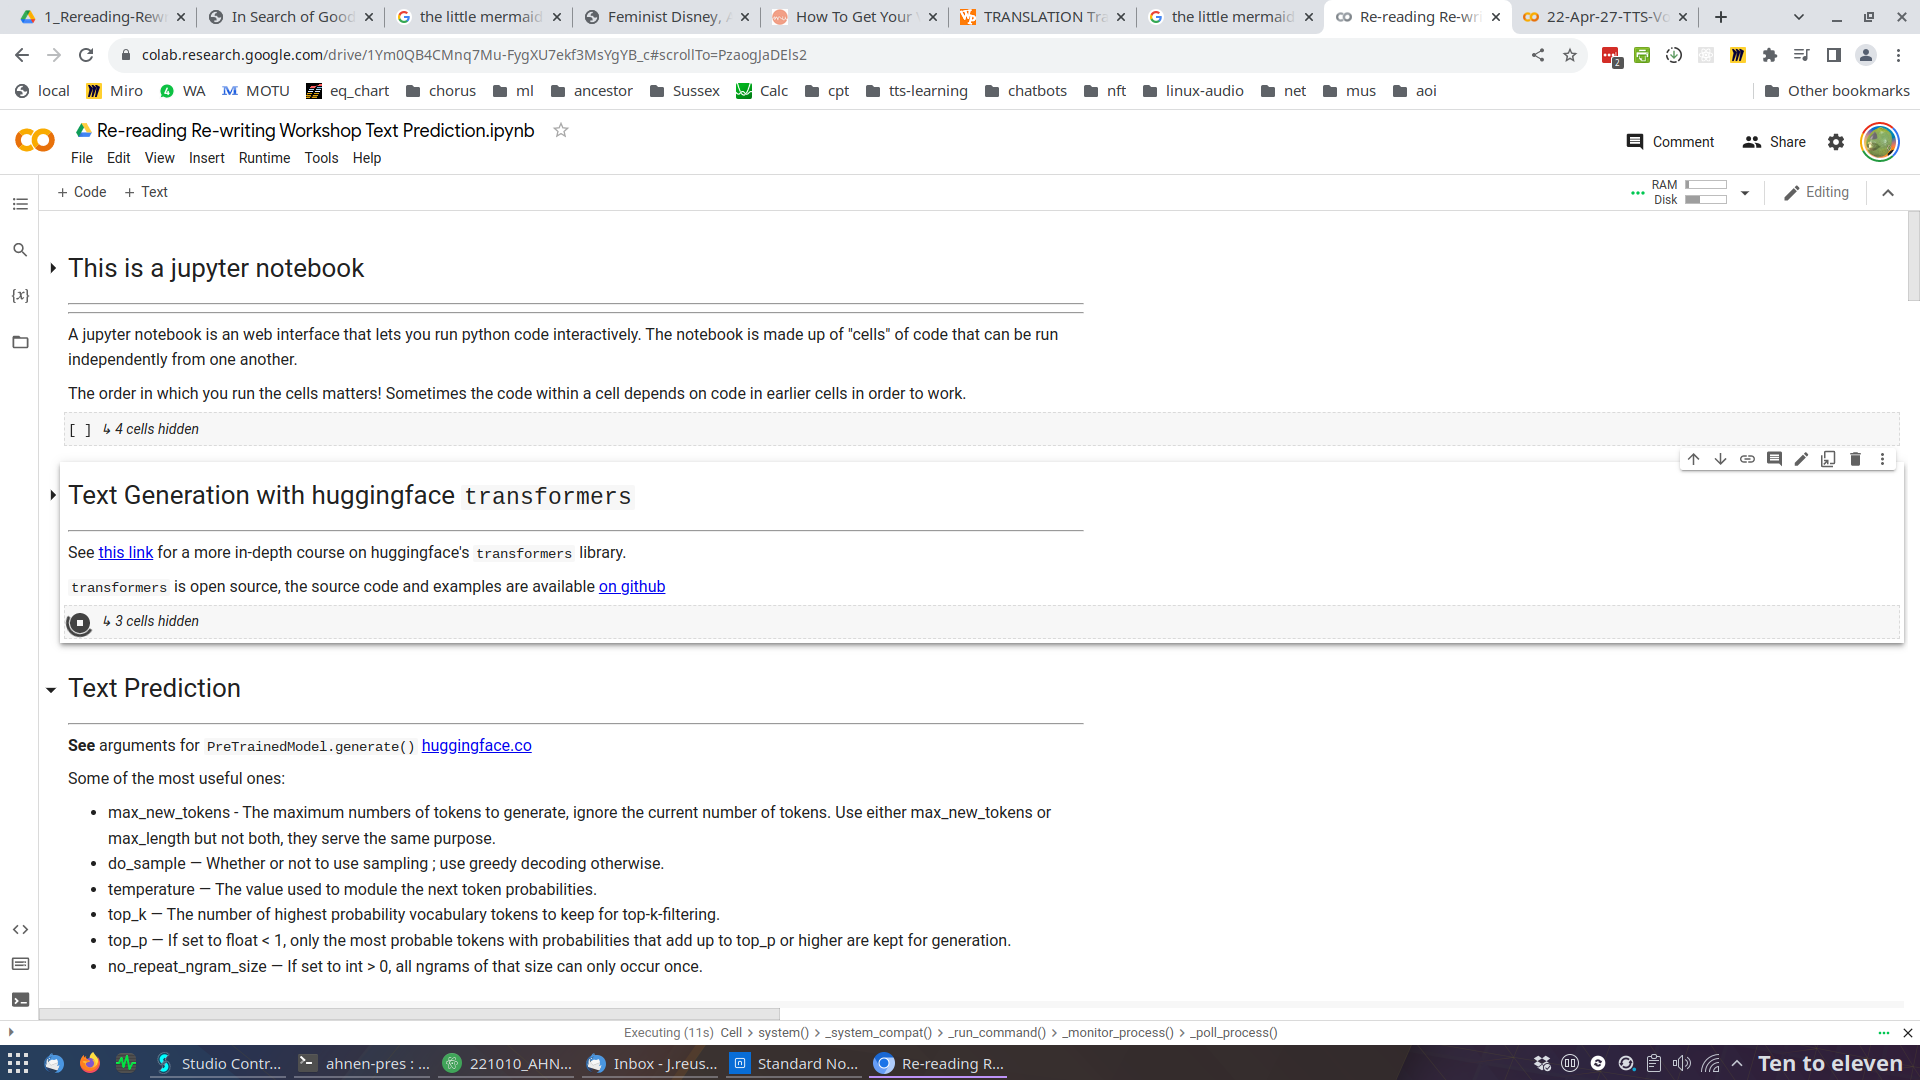 1_Rereading-Rewr
In Search of Good
the little mermaid
Feminist Disney, A
How To Get Your
TRANSLATION Tra
the little mermaid
Re-reading Re-wri
22-Apr-27-TTS-Vo
colab.research.google.com/drive/1Ym0QB4CMnq7Mu-FygXU7ekf3MsYgYB_c#scrollTo=PzaogJaDEls2
2
local
Miro
4 WA
MOTU
eq_chart
chorus
ml
ancestor
Sussex
Calc
cpt
tts-learning
chatbots
nft
linux-audio
net
mus
aoi
Other bookmarks
Re-reading Re-writing Workshop Text Prediction.ipynb
Comment
Share
File Edit View Insert Runtime Tools Help
+ Code + Text
RAM
Disk
Editing
{x}
This is a jupyter notebook
A jupyter notebook is an web interface that lets you run python code interactively. The notebook is made up of "cells" of code that can be run
independently from one another.
The order in which you run the cells matters! Sometimes the code within a cell depends on code in earlier cells in order to work.
[ ] ↳ 4 cells hidden
Text Generation with huggingface transformers
See this link for a more in-depth course on huggingface's transformers library.
transformers is open source, the source code and examples are available on github
↳ 3 cells hidden
Text Prediction
See arguments for PreTrainedModel.generate() huggingface.co
Some of the most useful ones:
• max_new_tokens - The maximum numbers of tokens to generate, ignore the current number of tokens. Use either max_new_tokens or
max_length but not both, they serve the same purpose.
• do_sample — Whether or not to use sampling ; use greedy decoding otherwise.
• temperature — The value used to module the next token probabilities.
• top_k — The number of highest probability vocabulary tokens to keep for top-k-filtering.
• top_p — If set to float < 1, only the most probable tokens with probabilities that add up to top_p or higher are kept for generation.
• no_repeat_ngram_size — If set to int > 0, all ngrams of that size can only occur once.
Executing (11s) Cell > system() > _system_compat() > _run_command() > _monitor_process() > _poll_process()
Studio Contr...
ahnen-pres : ...
221010_AHN...
Inbox - J.reus...
Standard No...
Re-reading R...
Ten to eleven